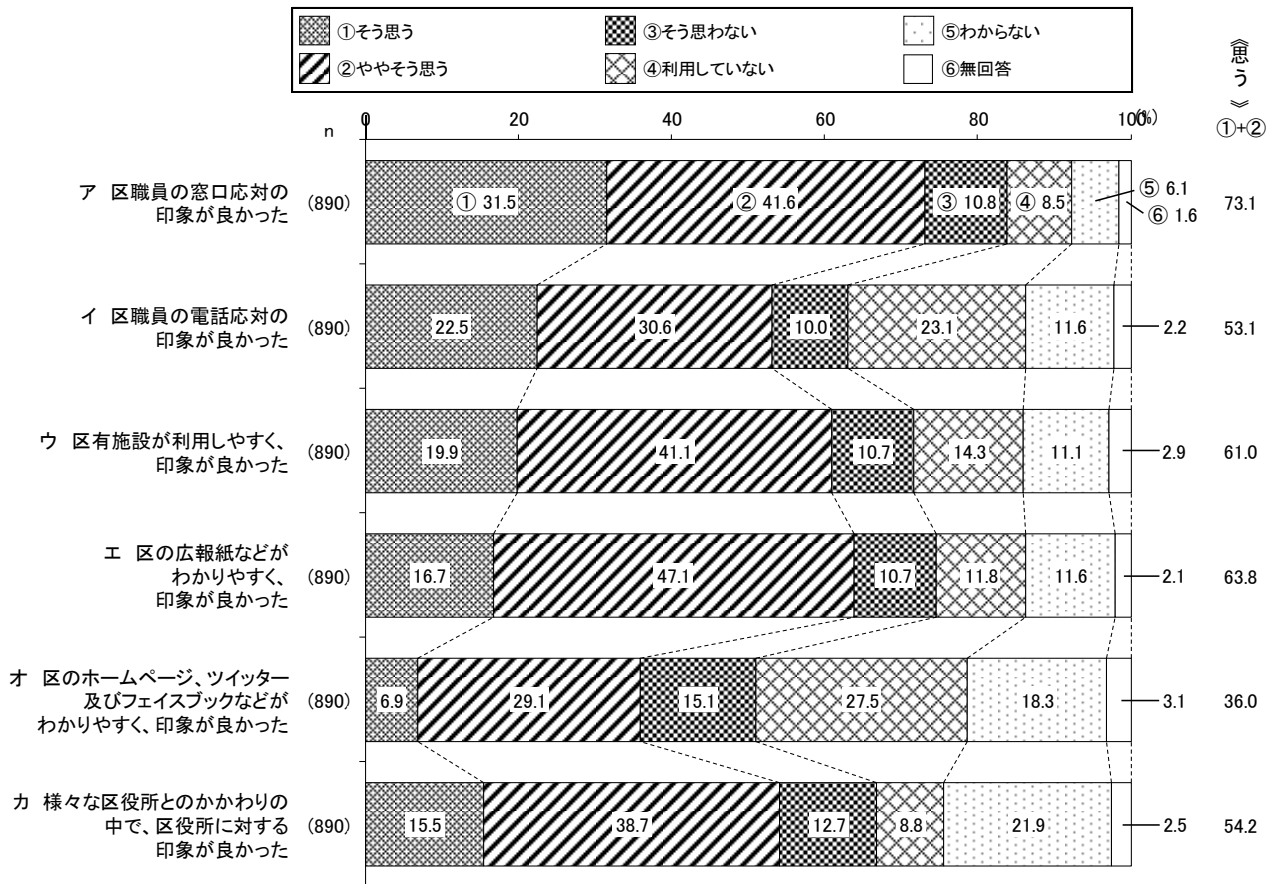 ①そう思う
③そう思わない
⑤わからない
②ややそう思う
④利用していない
⑥無回答
《思う》
①+②
n
0 20 40 60 80 100(%)
ア 区職員の窓口応対の
印象が良かった
(890)
① 31.5
② 41.6
③ 10.8
④ 8.5
⑤ 6.1
⑥ 1.6
73.1
イ 区職員の電話応対の
印象が良かった
(890)
22.5
30.6
10.0
23.1
11.6
2.2
53.1
ウ 区有施設が利用しやすく、
印象が良かった
(890)
19.9
41.1
10.7
14.3
11.1
2.9
61.0
エ 区の広報紙などが
わかりやすく、
印象が良かった
(890)
16.7
47.1
10.7
11.8
11.6
2.1
63.8
オ 区のホームページ、ツイッター
及びフェイスブックなどが
わかりやすく、印象が良かった
(890)
6.9
29.1
15.1
27.5
18.3
3.1
36.0
カ 様々な区役所とのかかわりの
中で、区役所に対する
印象が良かった
(890)
15.5
38.7
12.7
8.8
21.9
2.5
54.2